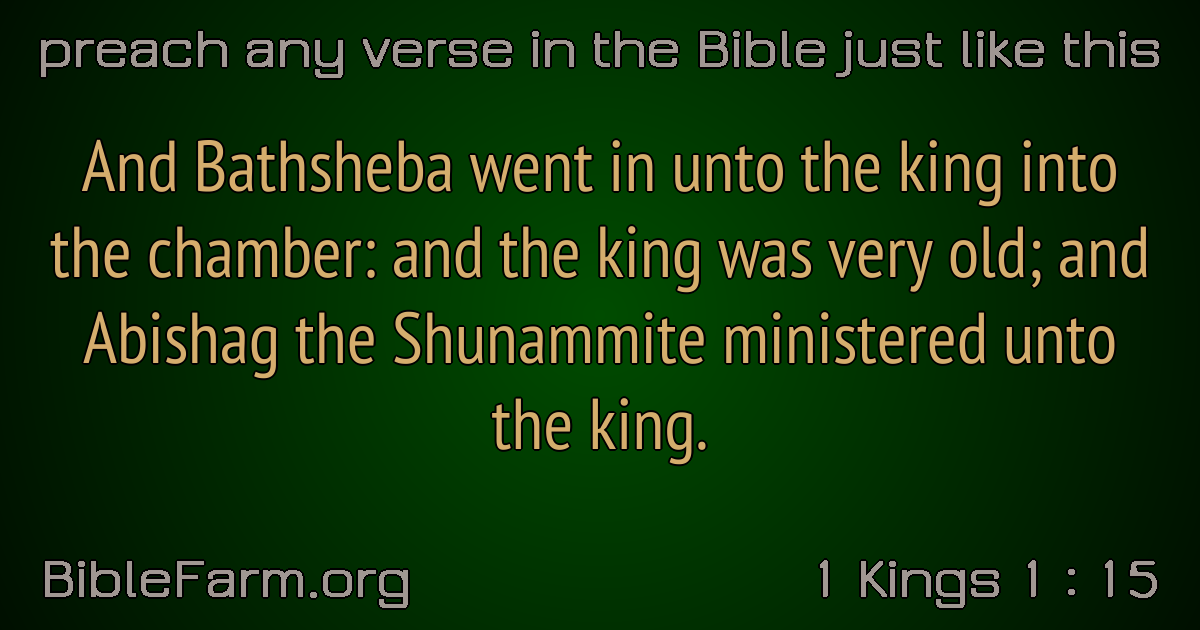 preach any verse in the Bible just like this
And Bathsheba went in unto the king into
the chamber: and the king was very old; and
Abishag the Shunammite ministered unto
the king.
BibleFarm.org
1 Kings 1 : 15